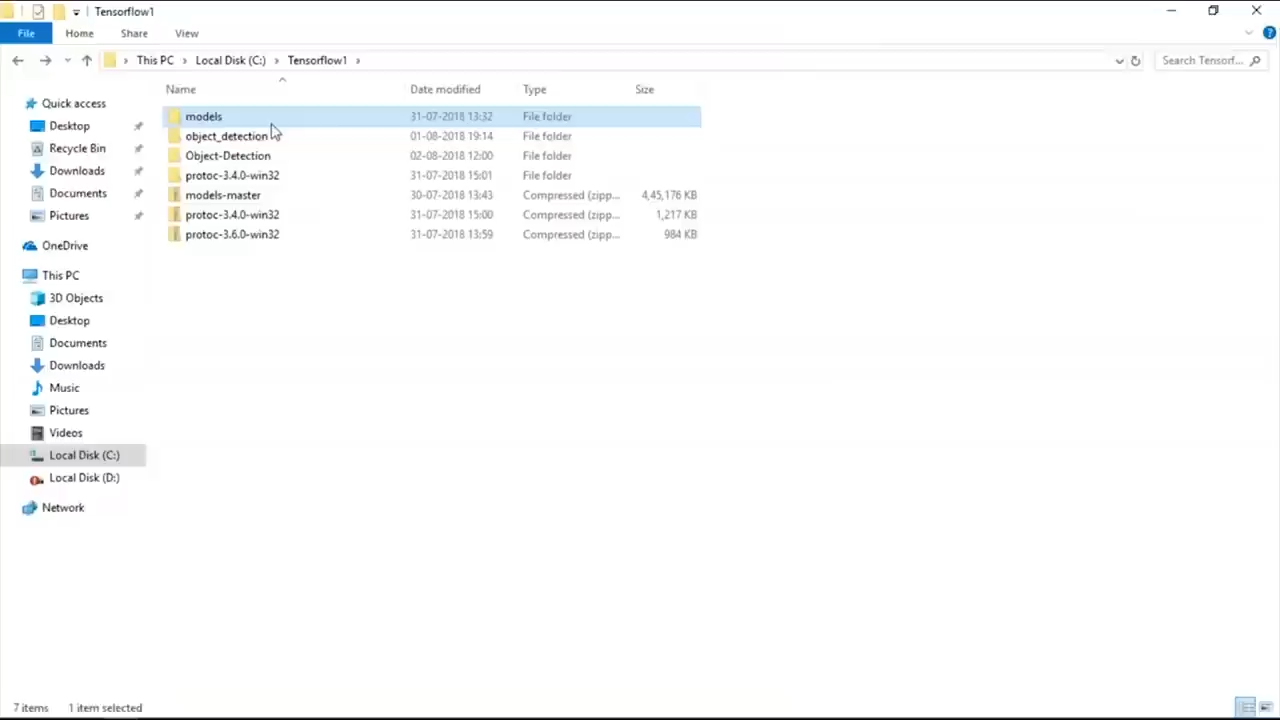 Tensorflow1
File Home Share View
This PC Local Disk (C:) Tensorflow1 Search Tensorf...
Name Date modified Type Size
Quick access
Desktop
Recycle Bin
Downloads
Documents
Pictures
OneDrive
This PC
3D Objects
Desktop
Documents
Downloads
Music
Pictures
Videos
Local Disk (C:)
Local Disk (D:)
Network
models 31-07-2018 13:32 File folder
object_detection 01-08-2018 19:14 File folder
Object-Detection 02-08-2018 12:00 File folder
protoc-3.4.0-win32 31-07-2018 15:01 File folder
models-master 30-07-2018 13:43 Compressed (zipp... 4,45,176 KB
protoc-3.4.0-win32 31-07-2018 15:00 Compressed (zipp... 1,217 KB
protoc-3.6.0-win32 31-07-2018 13:59 Compressed (zipp... 984 KB
7 items 1 item selected